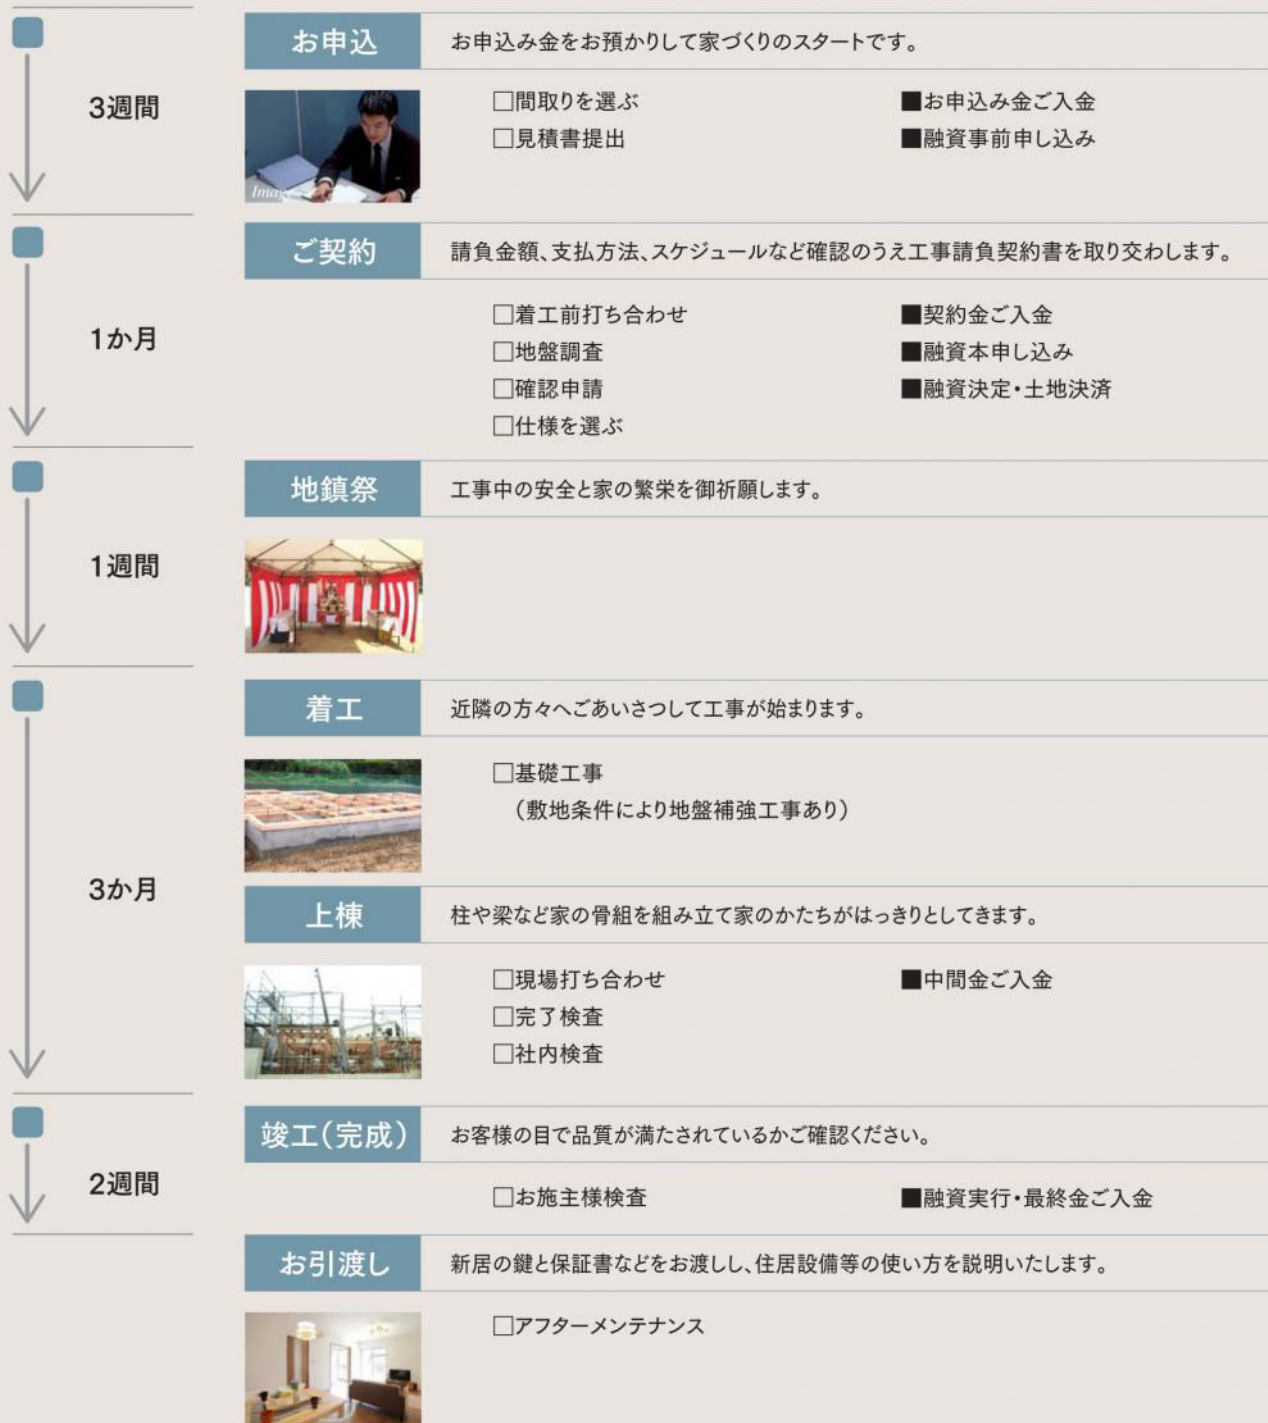 お申込
お申込み金をお預かりして家づくりのスタートです。
3週間
□間取りを選ぶ
■お申込み金ご入金
□見積書提出
■融資事前申し込み
Image
ご契約
請負金額、支払方法、スケジュールなど確認のうえ工事請負契約書を取り交わします。
1か月
□着工前打ち合わせ
■契約金ご入金
□地盤調査
■融資本申し込み
□確認申請
■融資決定・土地決済
□仕様を選ぶ
地鎮祭
工事中の安全と家の繁栄を御祈願します。
1週間
着工
近隣の方々へごあいさつして工事が始まります。
3か月
□基礎工事
（敷地条件により地盤補強工事あり）
上棟
柱や梁など家の骨組を組み立て家のかたちがはっきりとしてきます。
□現場打ち合わせ
■中間金ご入金
□完了検査
□社内検査
竣工（完成）
お客様の目で品質が満たされているかご確認ください。
2週間
□お施主様検査
■融資実行・最終金ご入金
お引渡し
新居の鍵と保証書などをお渡しし、住居設備等の使い方を説明いたします。
□アフターメンテナンス